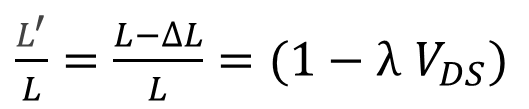 L′/L = L−ΔL/L = (1 − λ V_DS)